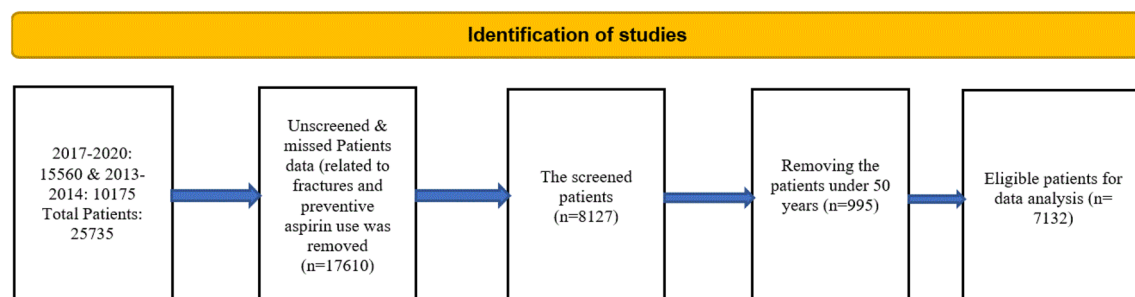 Identification of studies
2017-2020:
15560 & 2013-
2014: 10175
Total Patients:
25735
Unscreened &
missed Patients
data (related to
fractures and
preventive
aspirin use was
removed
(n=17610)
The screened
patients
(n=8127)
Removing the
patients under 50
years (n=995)
Eligible patients for
data analysis (n=
7132)